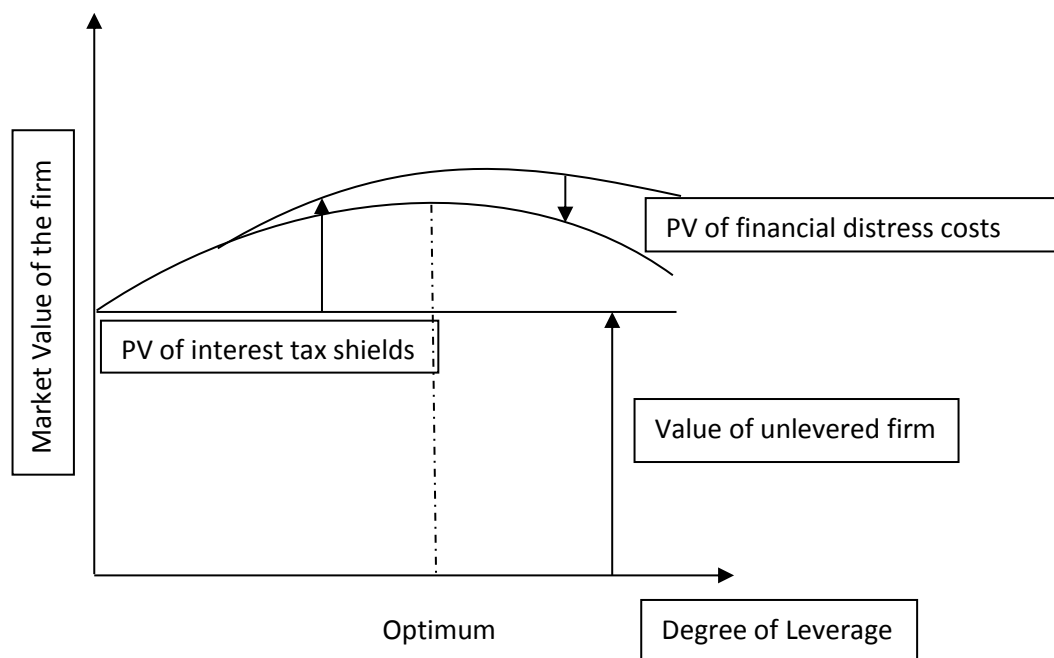 Market Value of the firm
PV of financial distress costs
PV of interest tax shields
Value of unlevered firm
Optimum
Degree of Leverage